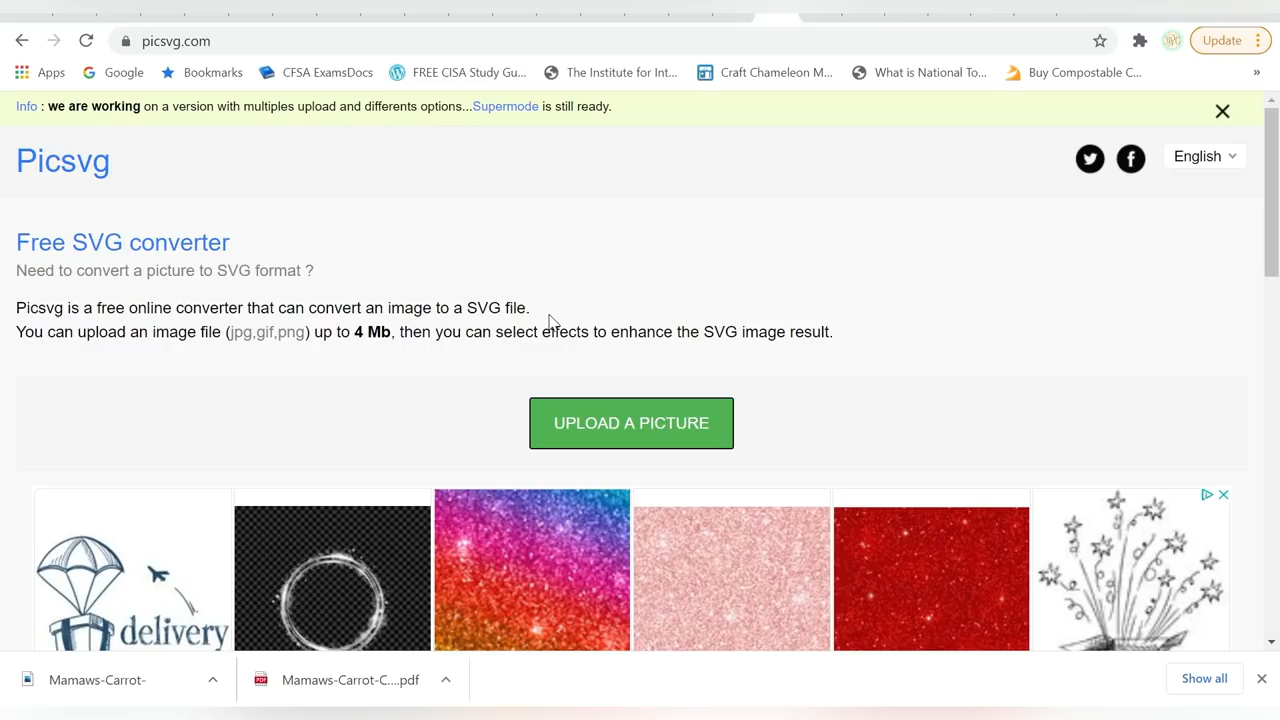 picsvg.com
Update
Apps
Google
Bookmarks
CFSA ExamsDocs
FREE CFA Study Gu...
The Institute for Int...
Craft Chameleon M...
What is National To...
Buy Compostable C...
»
Info : we are working on a version with multiples upload and differents options...Supermode is still ready.
Picsvg
English
Free SVG converter
Need to convert a picture to SVG format ?
Picsvg is a free online converter that can convert an image to a SVG file.
You can upload an image file (jpg,gif,png) up to 4 Mb, then you can select effects to enhance the SVG image result.
UPLOAD A PICTURE
delivery
Mamaws-Carrot-
Mamaws-Carrot-C....pdf
Show all